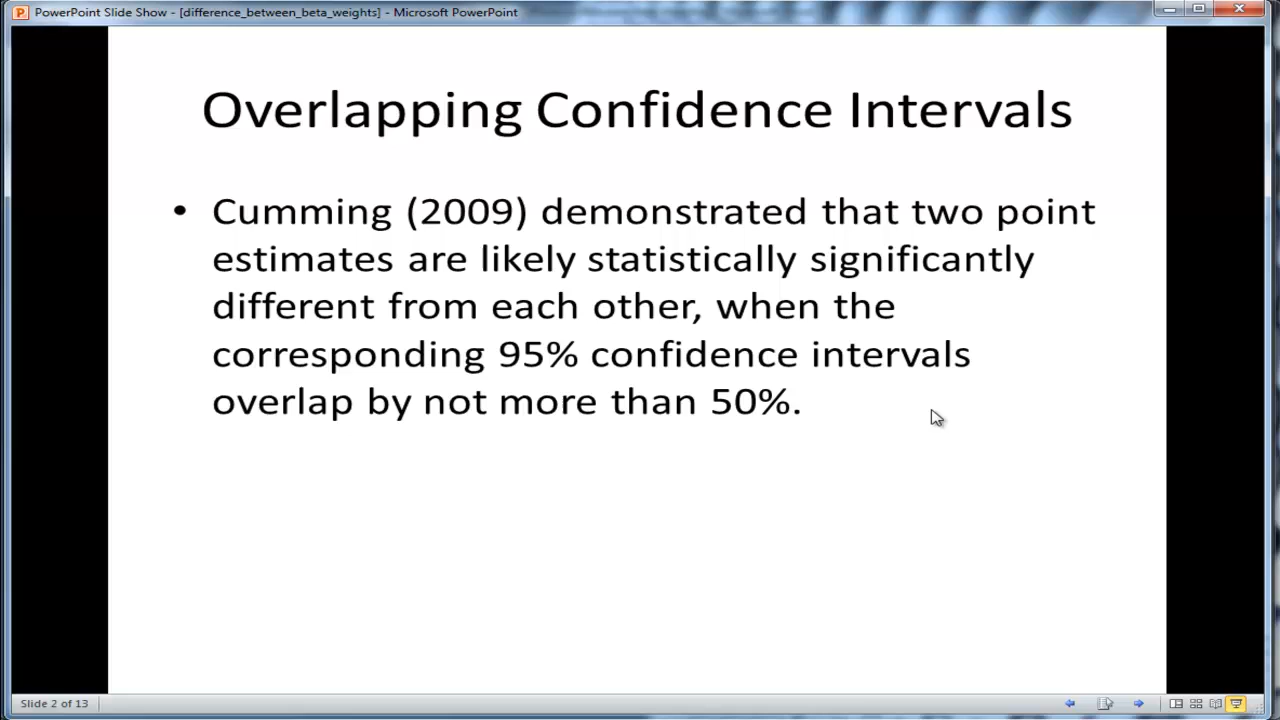 PowerPoint Slide Show - [difference_between_beta_weights] - Microsoft PowerPoint
Overlapping Confidence Intervals
• Cumming (2009) demonstrated that two point
estimates are likely statistically significantly
different from each other, when the
corresponding 95% confidence intervals
overlap by not more than 50%.
Slide 2 of 13